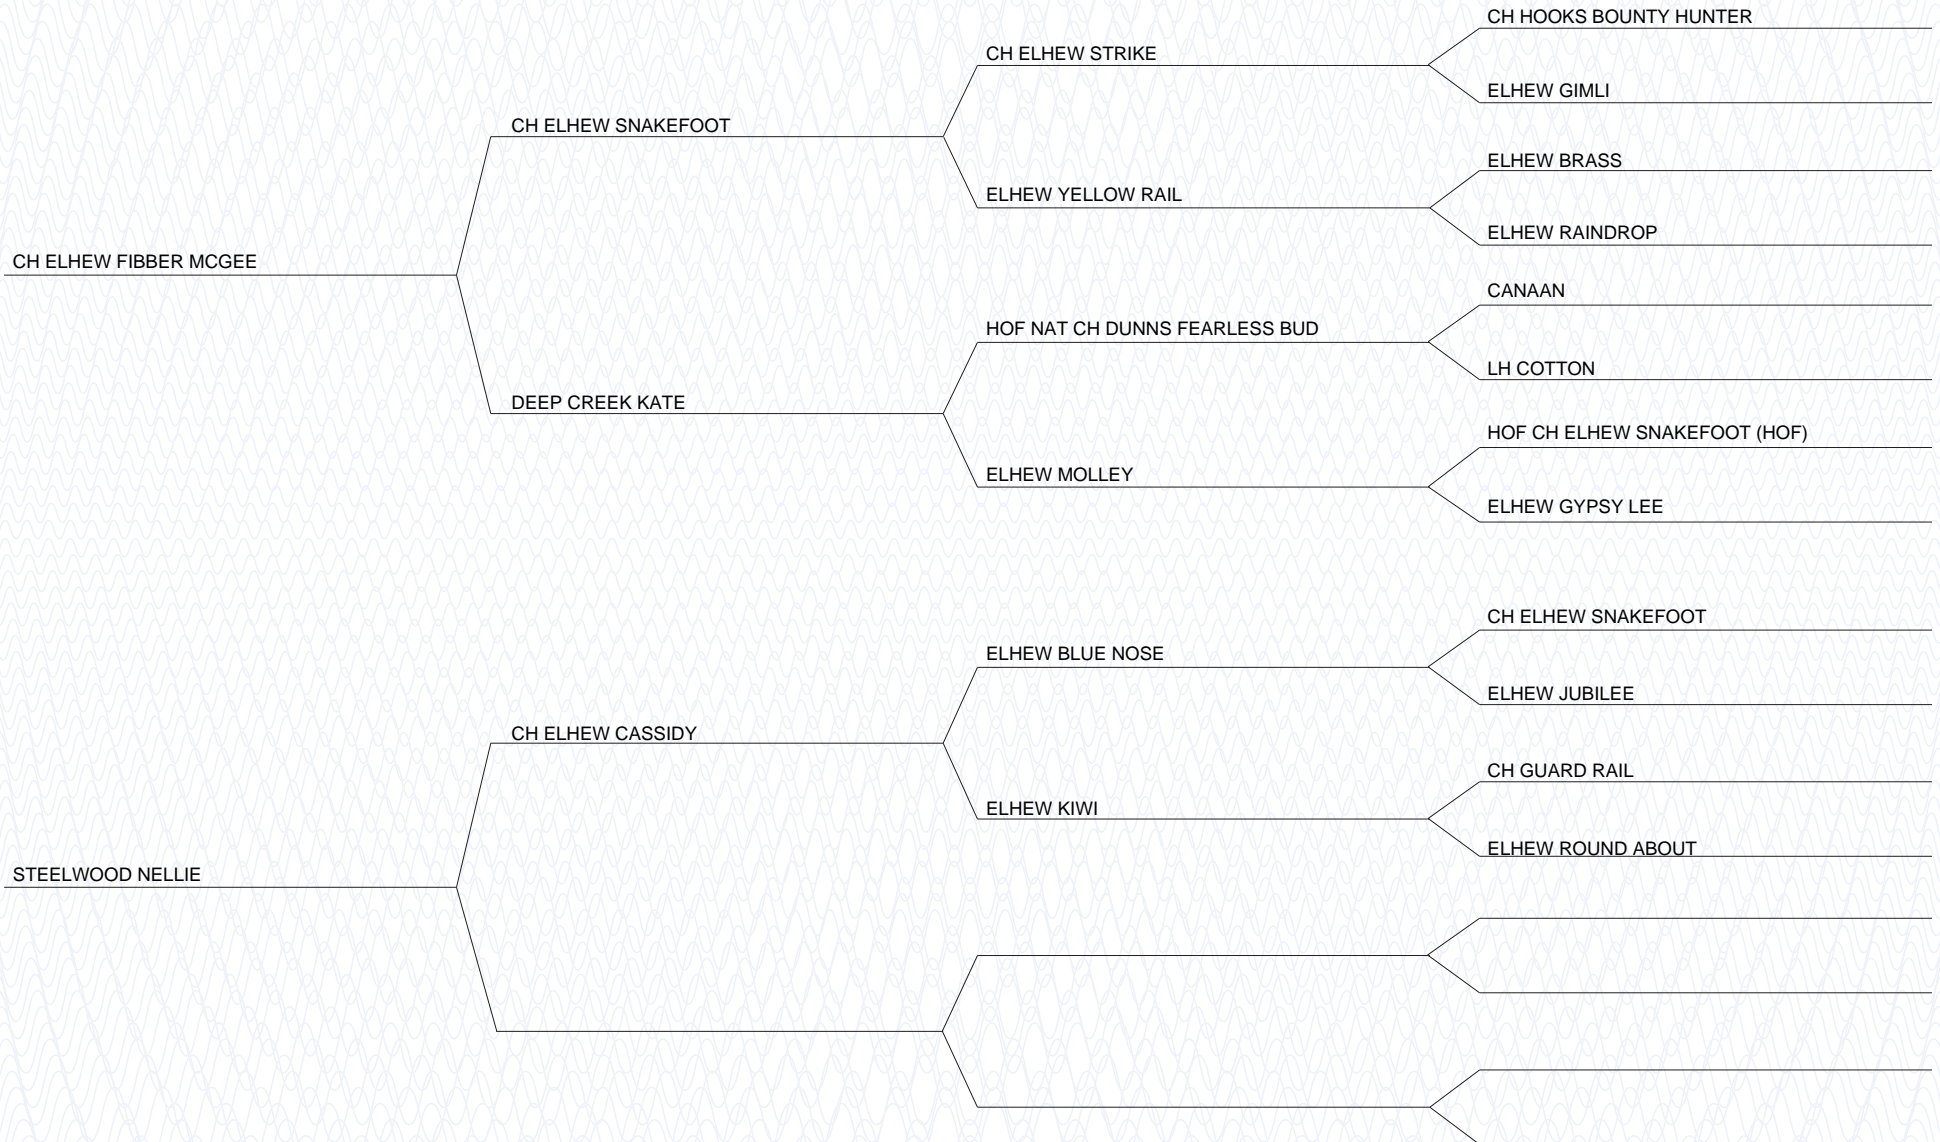 CH HOOKS BOUNTY HUNTER
CH ELHEW STRIKE
ELHEW GIMLI
CH ELHEW SNAKEFOOT
ELHEW BRASS
ELHEW YELLOW RAIL
ELHEW RAINDROP
CH ELHEW FIBBER MCGEE
CANAAN
HOF NAT CH DUNNS FEARLESS BUD
LH COTTON
DEEP CREEK KATE
HOF CH ELHEW SNAKEFOOT (HOF)
ELHEW MOLLEY
ELHEW GYPSY LEE
CH ELHEW SNAKEFOOT
ELHEW BLUE NOSE
ELHEW JUBILEE
CH ELHEW CASSIDY
CH GUARD RAIL
ELHEW KIWI
ELHEW ROUND ABOUT
STEELWOOD NELLIE